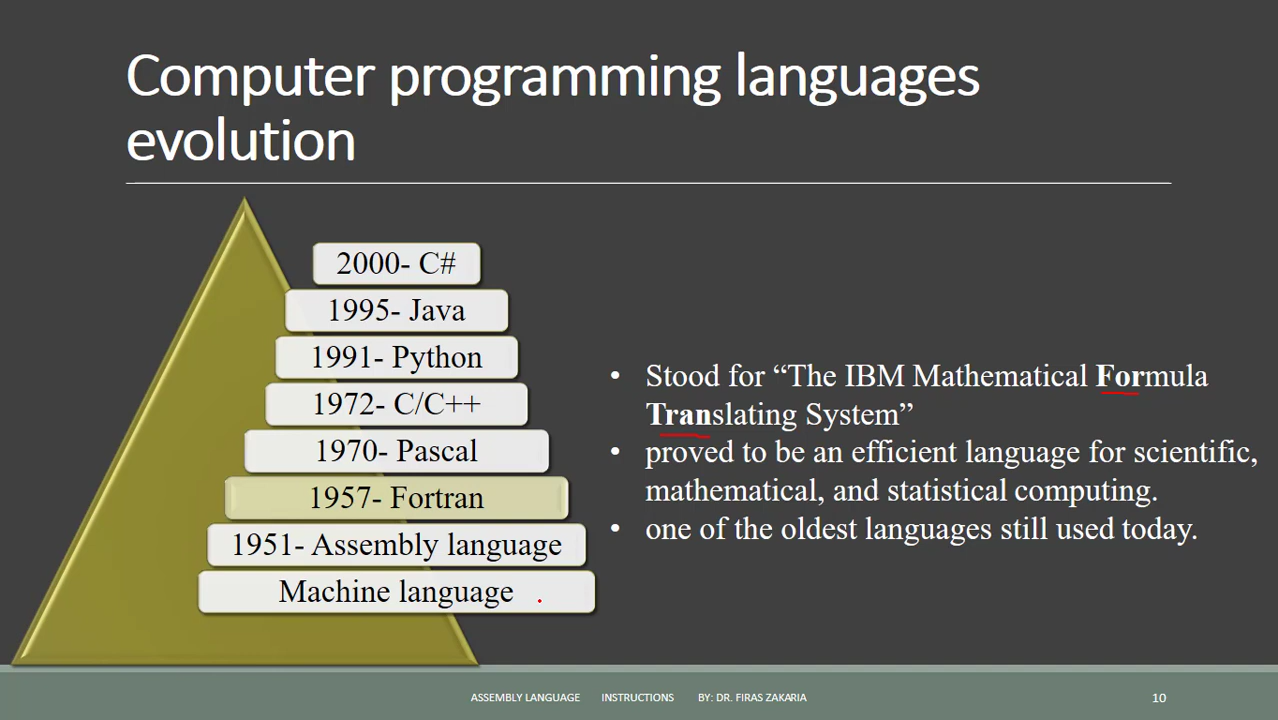 Computer programming languages
evolution
2000- C#
1995- Java
1991- Python
1972- C/C++
1970- Pascal
1957- Fortran
1951- Assembly language
Machine language
• Stood for “The IBM Mathematical Formula
Translating System”
• proved to be an efficient language for scientific,
mathematical, and statistical computing.
• one of the oldest languages still used today.
ASSEMBLY LANGUAGE INSTRUCTIONS BY: DR. FIRAS ZAKARIA
10